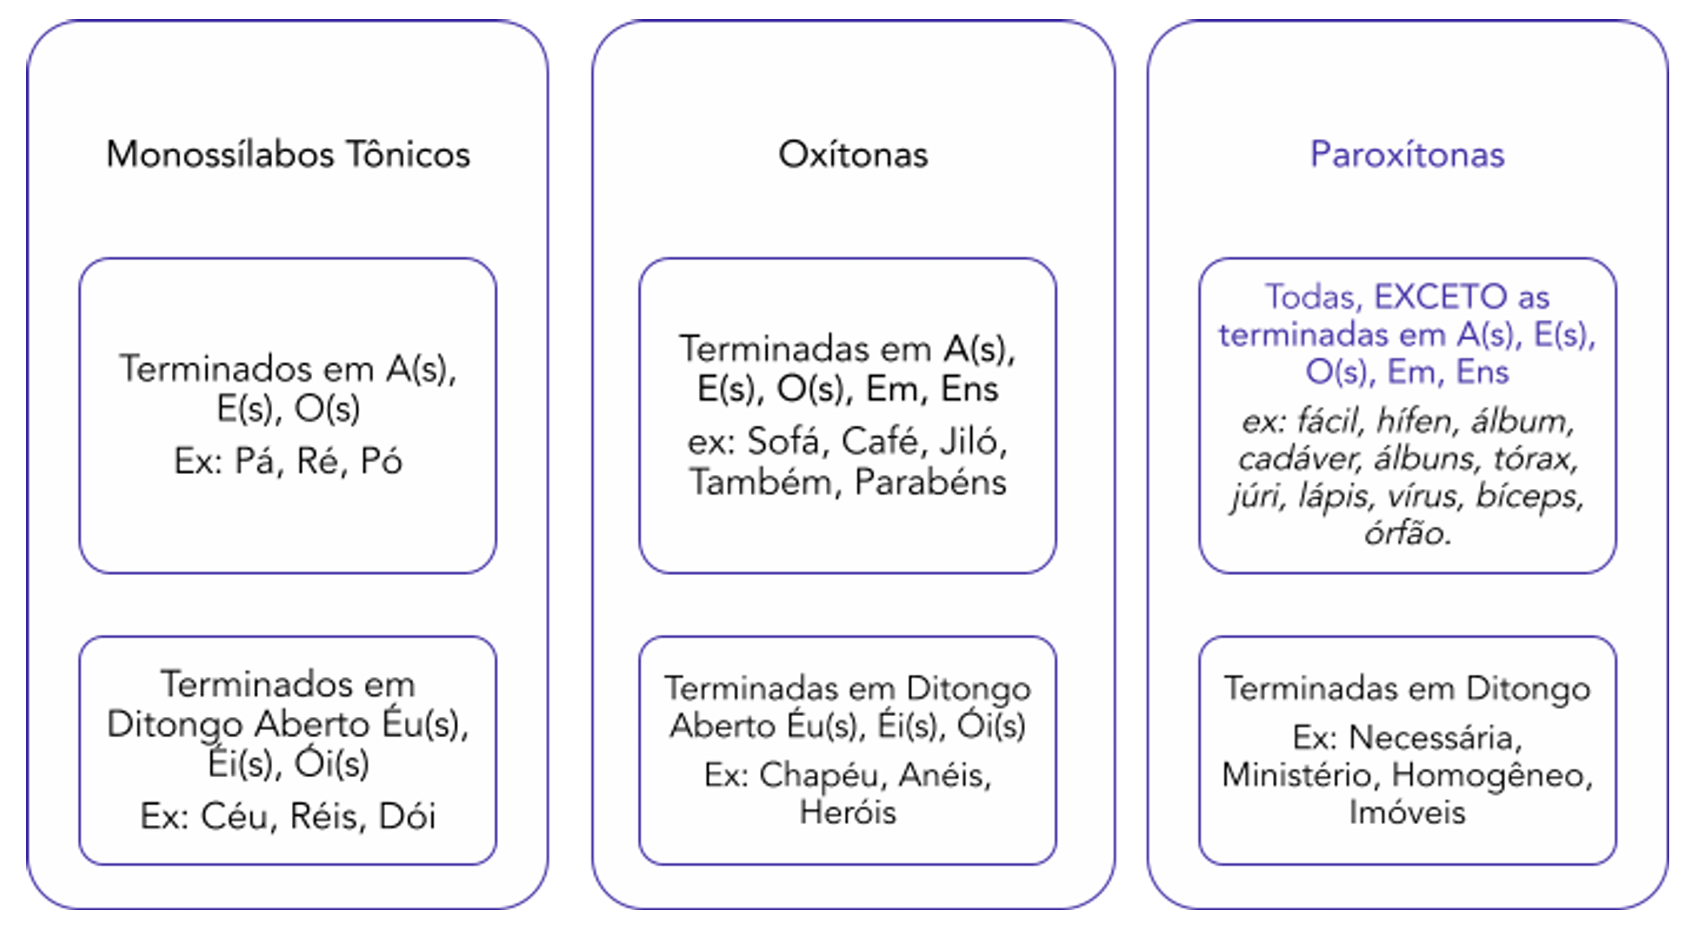 Monossílabos Tônicos
Terminados em A(s),
E(s), O(s)
Ex: Pá, Ré, Pó
Terminados em
Ditongo Aberto Éu(s),
Éi(s), Ói(s)
Ex: Céu, Réis, Dói
Oxítonas
Terminadas em A(s),
E(s), O(s), Em, Ens
ex: Sofá, Café, Jiló,
Também, Parabéns
Terminadas em Ditongo
Aberto Éu(s), Éi(s), Ói(s)
Ex: Chapéu, Anéis,
Heróis
Paroxítonas
Todas, EXCETO as
terminadas em A(s), E(s),
O(s), Em, Ens
ex: fácil, hífen, álbum,
cadáver, álbuns, tórax,
júri, lápis, vírus, bíceps,
órfão.
Terminadas em Ditongo
Ex: Necessária,
Ministério, Homogêneo,
Imóveis